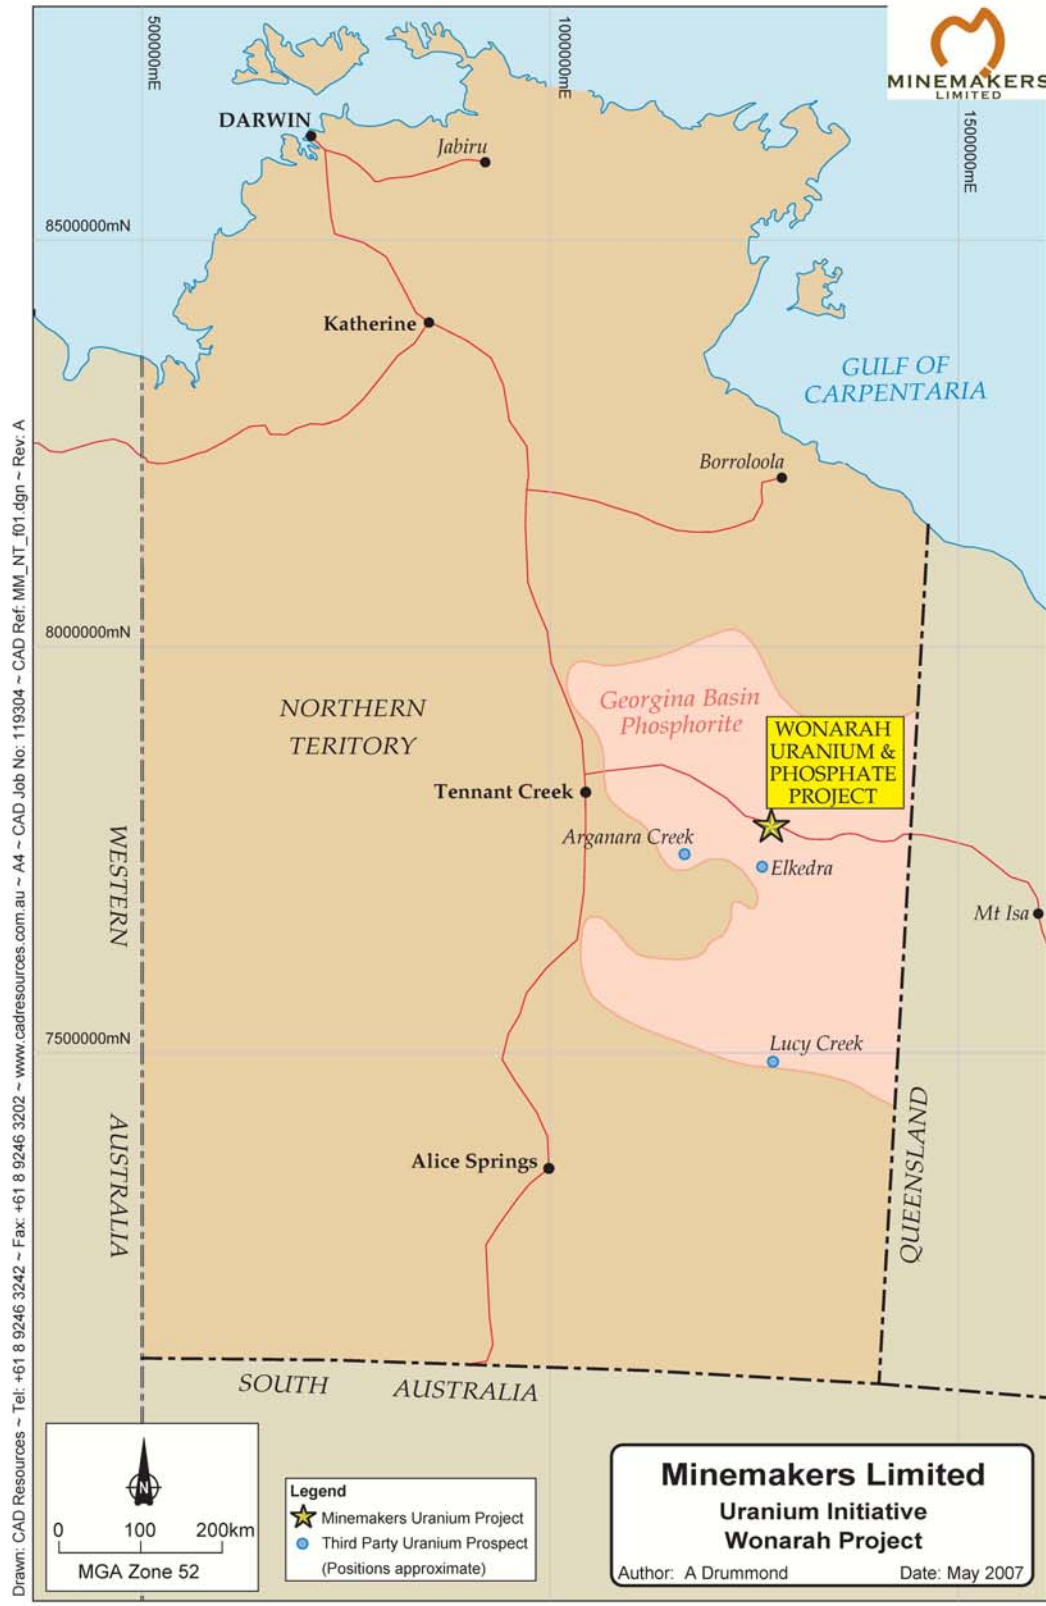 500000mE
1000000mE
1500000mE
MINEMAKERS
LIMITED
DARWIN
Jabiru
8500000mN
Katherine
GULF OF
CARPENTARIA
Borroloola
8000000mN
NORTHERN
TERITORY
Georgina Basin
Phosphorite
WONARAH
URANIUM &
PHOSPHATE
PROJECT
Tennant Creek
Arganara Creek
Elkedra
Mt Isa
WESTERN
AUSTRALIA
7500000mN
Lucy Creek
Alice Springs
QUEENSLAND
SOUTH AUSTRALIA
N
0 100 200km
MGA Zone 52
Legend
Minemakers Uranium Project
Third Party Uranium Prospect
(Positions approximate)
Minemakers Limited
Uranium Initiative
Wonarah Project
Author: A Drummond Date: May 2007
Drawn: CAD Resources ~ Tel: +61 8 9246 3242 ~ Fax: +61 8 9246 3202 ~ www.cadresources.com.au ~ A4 ~ CAD Job No: 119304 ~ CAD Ref: MM_NT_f01.dgn ~ Rev: A